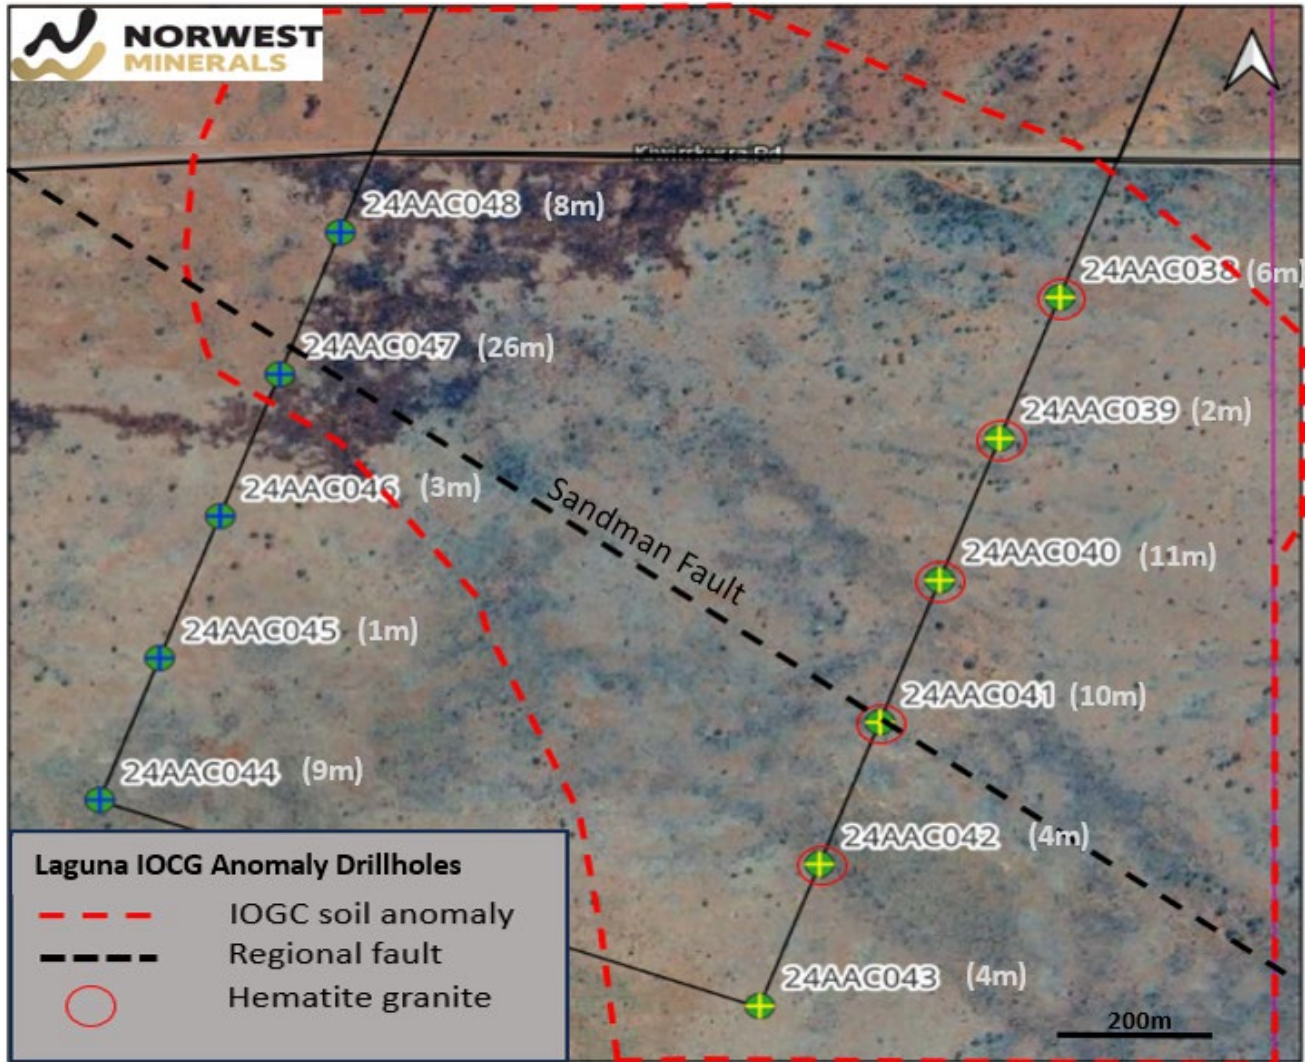 NORWEST
MINERALS
Rd
24AAC048 (8m)
24AAC038 (6m)
24AAC047 (26m)
24AAC039 (2m)
24AAC046 (3m)
Sandman Fault
24AAC040 (11m)
24AAC045 (1m)
24AAC041 (10m)
24AAC044 (9m)
24AAC042 (4m)
24AAC043 (4m)
Laguna IOCG Anomaly Drillholes
IOGC soil anomaly
Regional fault
Hematite granite
200m